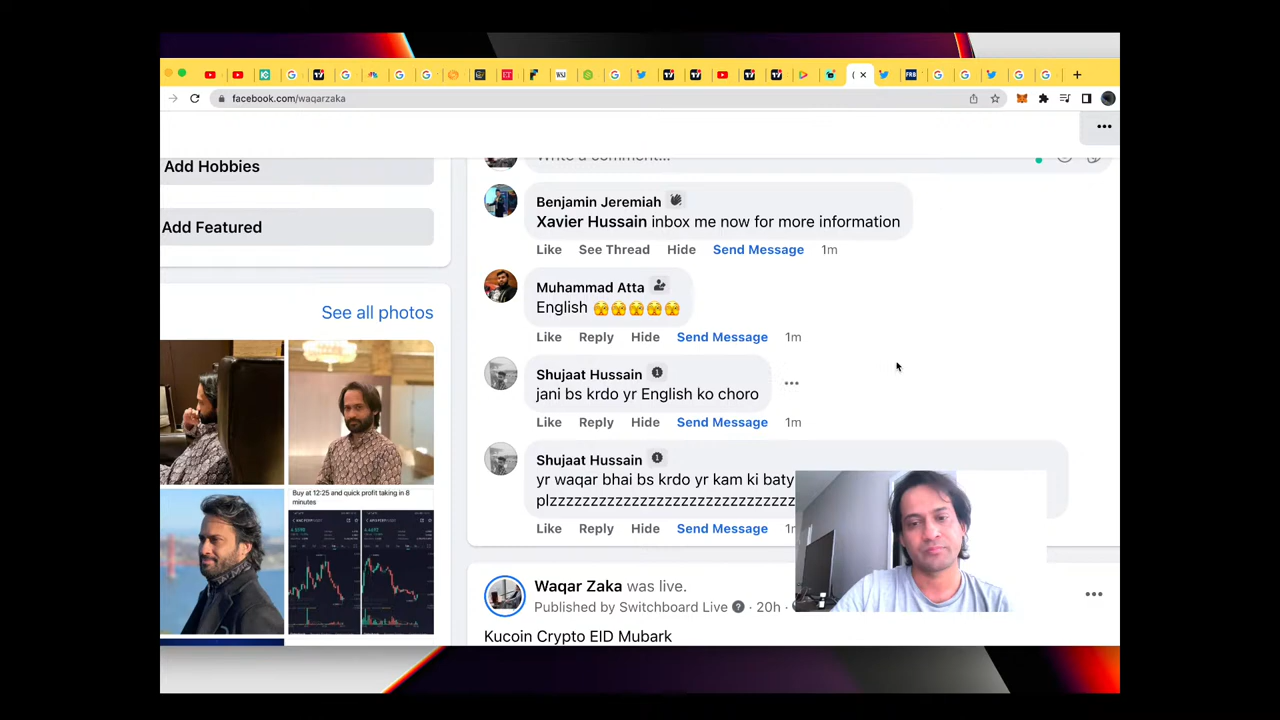 facebook.com/waqarzaka
Add Hobbies
Add Featured
See all photos
Buy at 12:25 and quick profit taking in 8
minutes
Write a comment...
Benjamin Jeremiah
Xavier Hussain inbox me now for more information
Like See Thread Hide Send Message 1m
Muhammad Atta
English 🫣🫣🫣🫣🫣
Like Reply Hide Send Message 1m
Shujaat Hussain
jani bs krdo yr English ko choro
Like Reply Hide Send Message 1m
Shujaat Hussain
yr waqar bhai bs krdo yr kam ki baty
plzzzzzzzzzzzzzzzzzzzzzzzzzzzzz
Like Reply Hide Send Message
Waqar Zaka was live.
Published by Switchboard Live · 20h ·
Kucoin Crypto EID Mubark